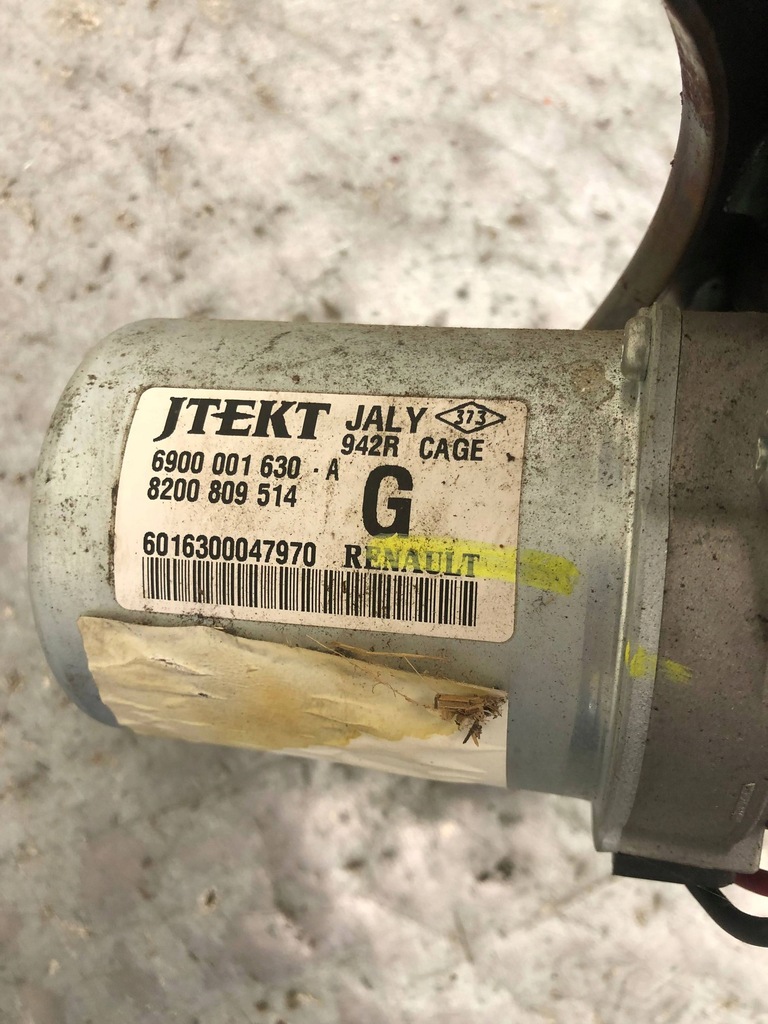 JTEKT JALY 373
942R CAGE
6900 001 630 - A
8200 809 514
G
6016300047970 RENAULT